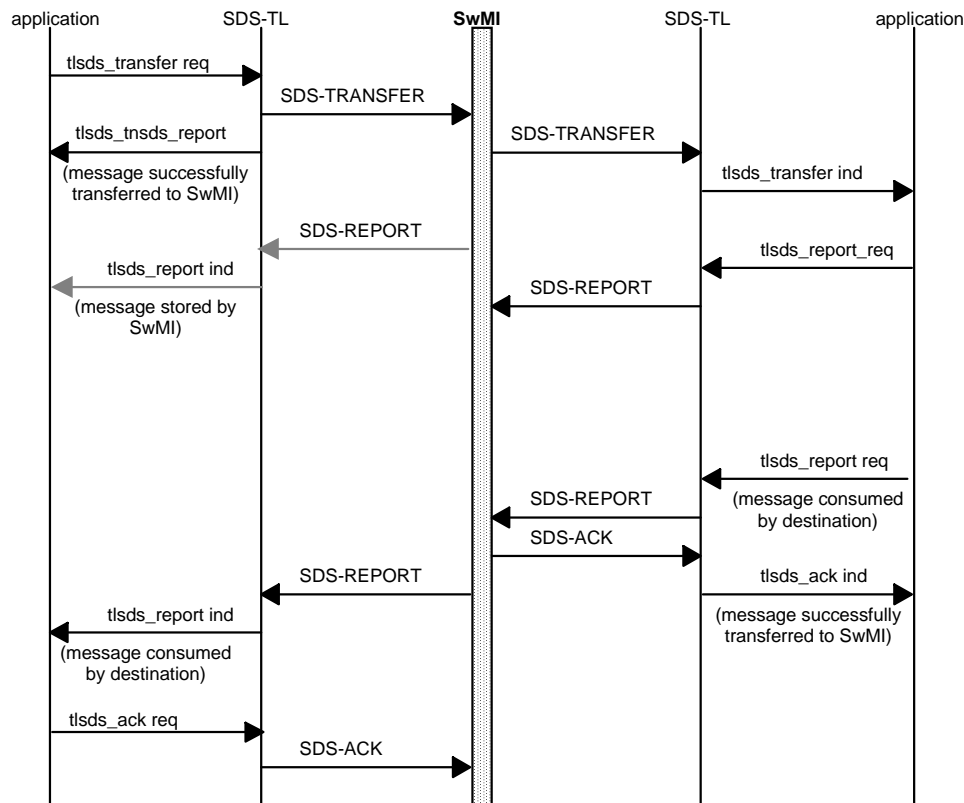 application
SDS-TL
SwMI
SDS-TL
application
tlsds_transfer req
SDS-TRANSFER
tlsds_tnsds_report
SDS-TRANSFER
(message successfully
transferred to SwMI)
tlsds_transfer ind
SDS-REPORT
tlsds_report_req
tlsds_report ind
SDS-REPORT
(message stored by
SwMI)
tlsds_report req
SDS-REPORT
(message consumed
by destination)
SDS-ACK
SDS-REPORT
tlsds_ack ind
tlsds_report ind
(message successfully
transferred to SwMI)
(message consumed
by destination)
tlsds_ack req
SDS-ACK